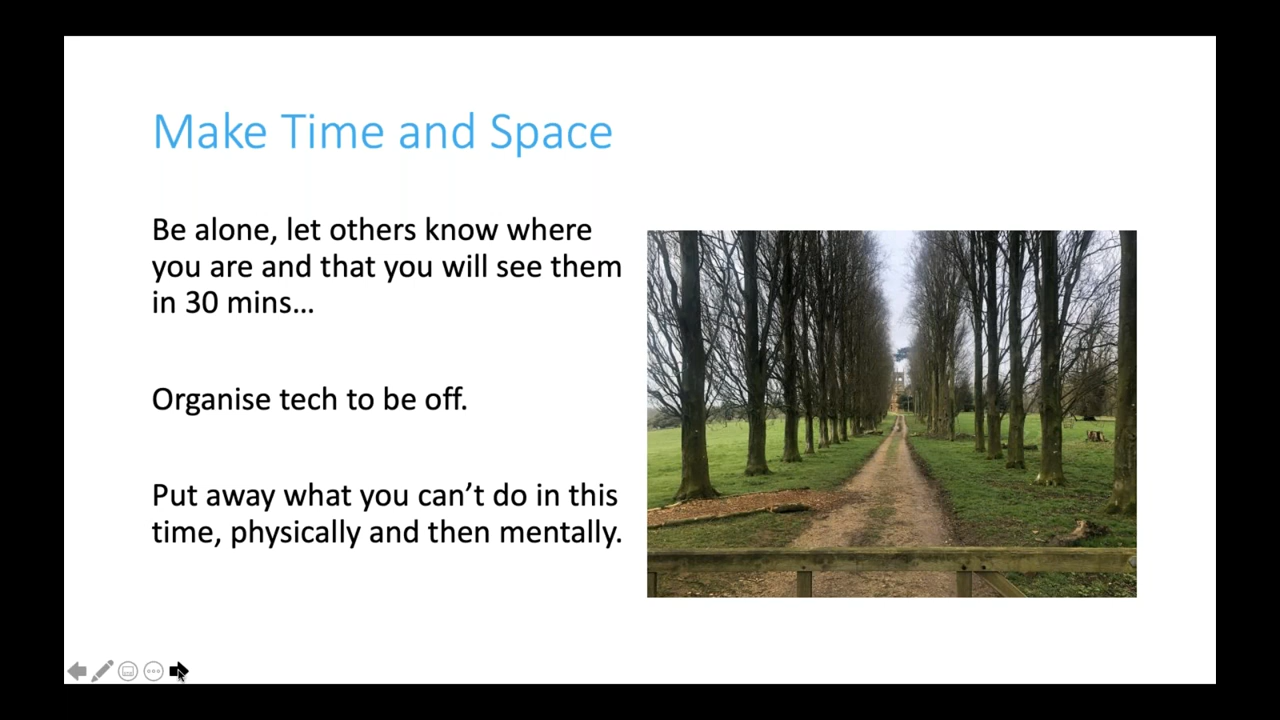 Make Time and Space
Be alone, let others know where
you are and that you will see them
in 30 mins…
Organise tech to be off.
Put away what you can’t do in this
time, physically and then mentally.